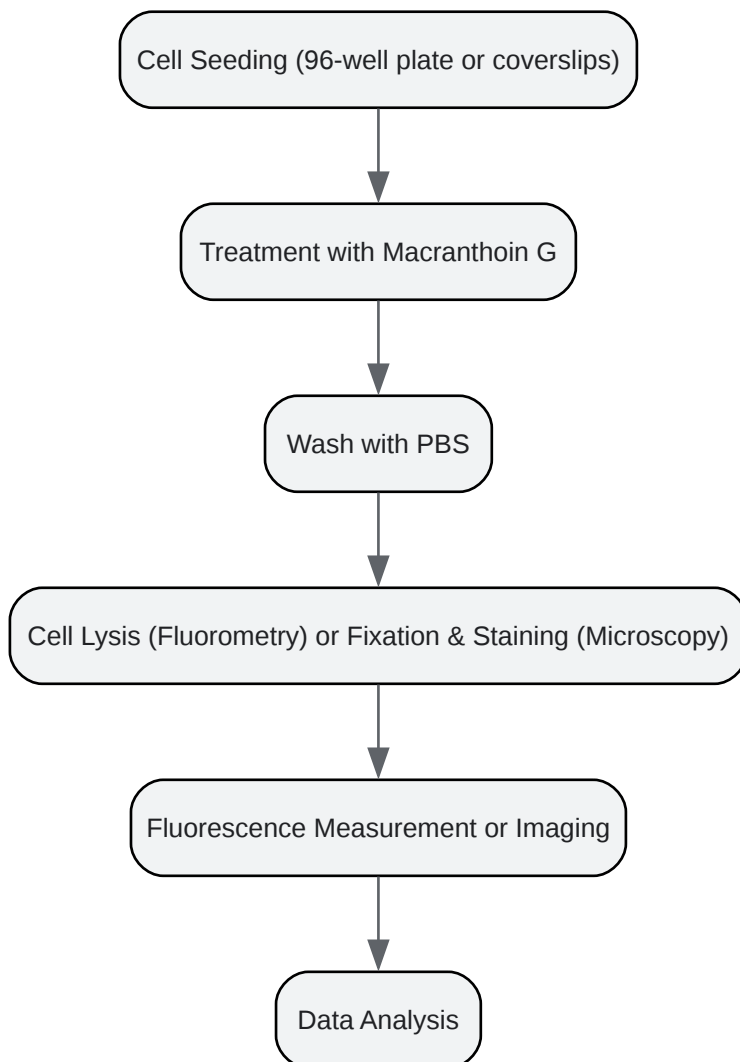 Cell Seeding (96-well plate or coverslips)
Treatment with Macranthoin G
Wash with PBS
Cell Lysis (Fluorometry) or Fixation & Staining (Microscopy)
Fluorescence Measurement or Imaging
Data Analysis